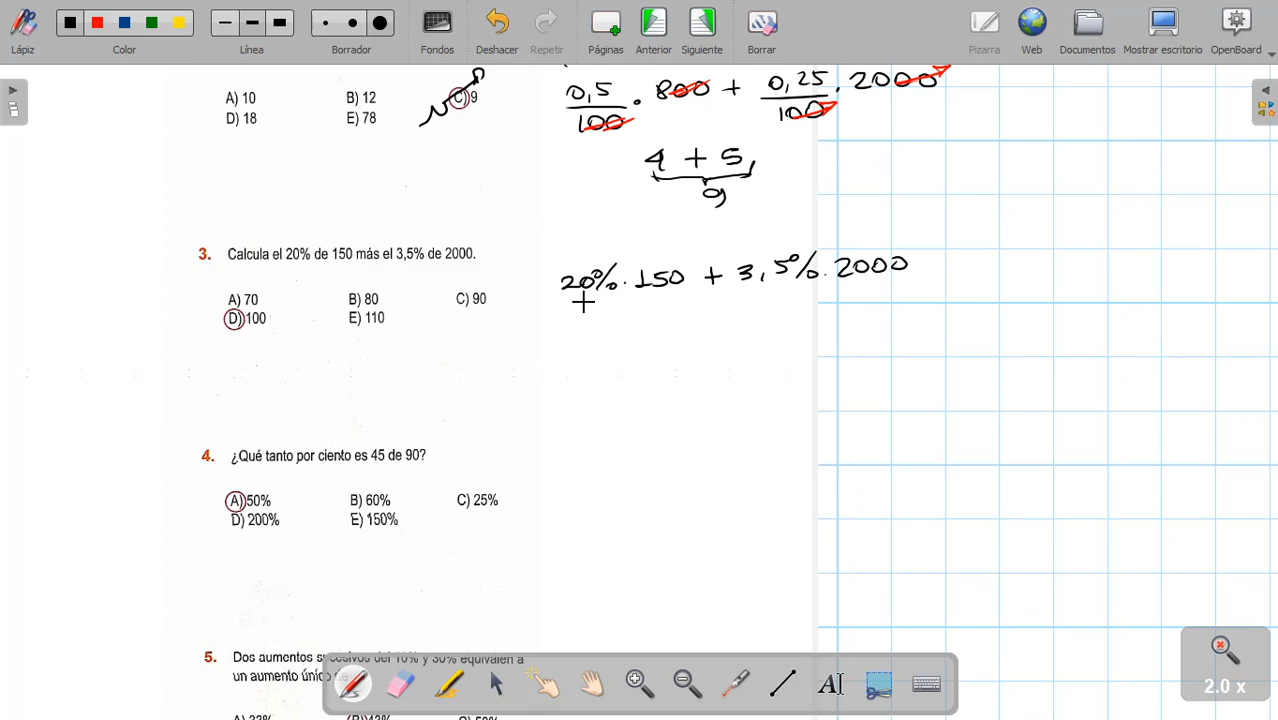 Lápiz Color Línea Borrador Fondos Deshacer Repetir Páginas Anterior Siguiente Borrar Pizarra Web Documentos Mostrar escritorio OpenBoard
A) 10 B) 12 C) 9
D) 18 E) 78
0,5/100 · 800 + 0,25/100 · 2000
4 + 5
9
3. Calcula el 20% de 150 más el 3,5% de 2000.
20% · 150 + 3,5% · 2000
A) 70 B) 80 C) 90
D) 100 E) 110
4. ¿Qué tanto por ciento es 45 de 90?
A) 50% B) 60% C) 25%
D) 200% E) 150%
5. Dos aumentos sucesivos del 10% y 30% equivalen a
un aumento único de
2.0 x